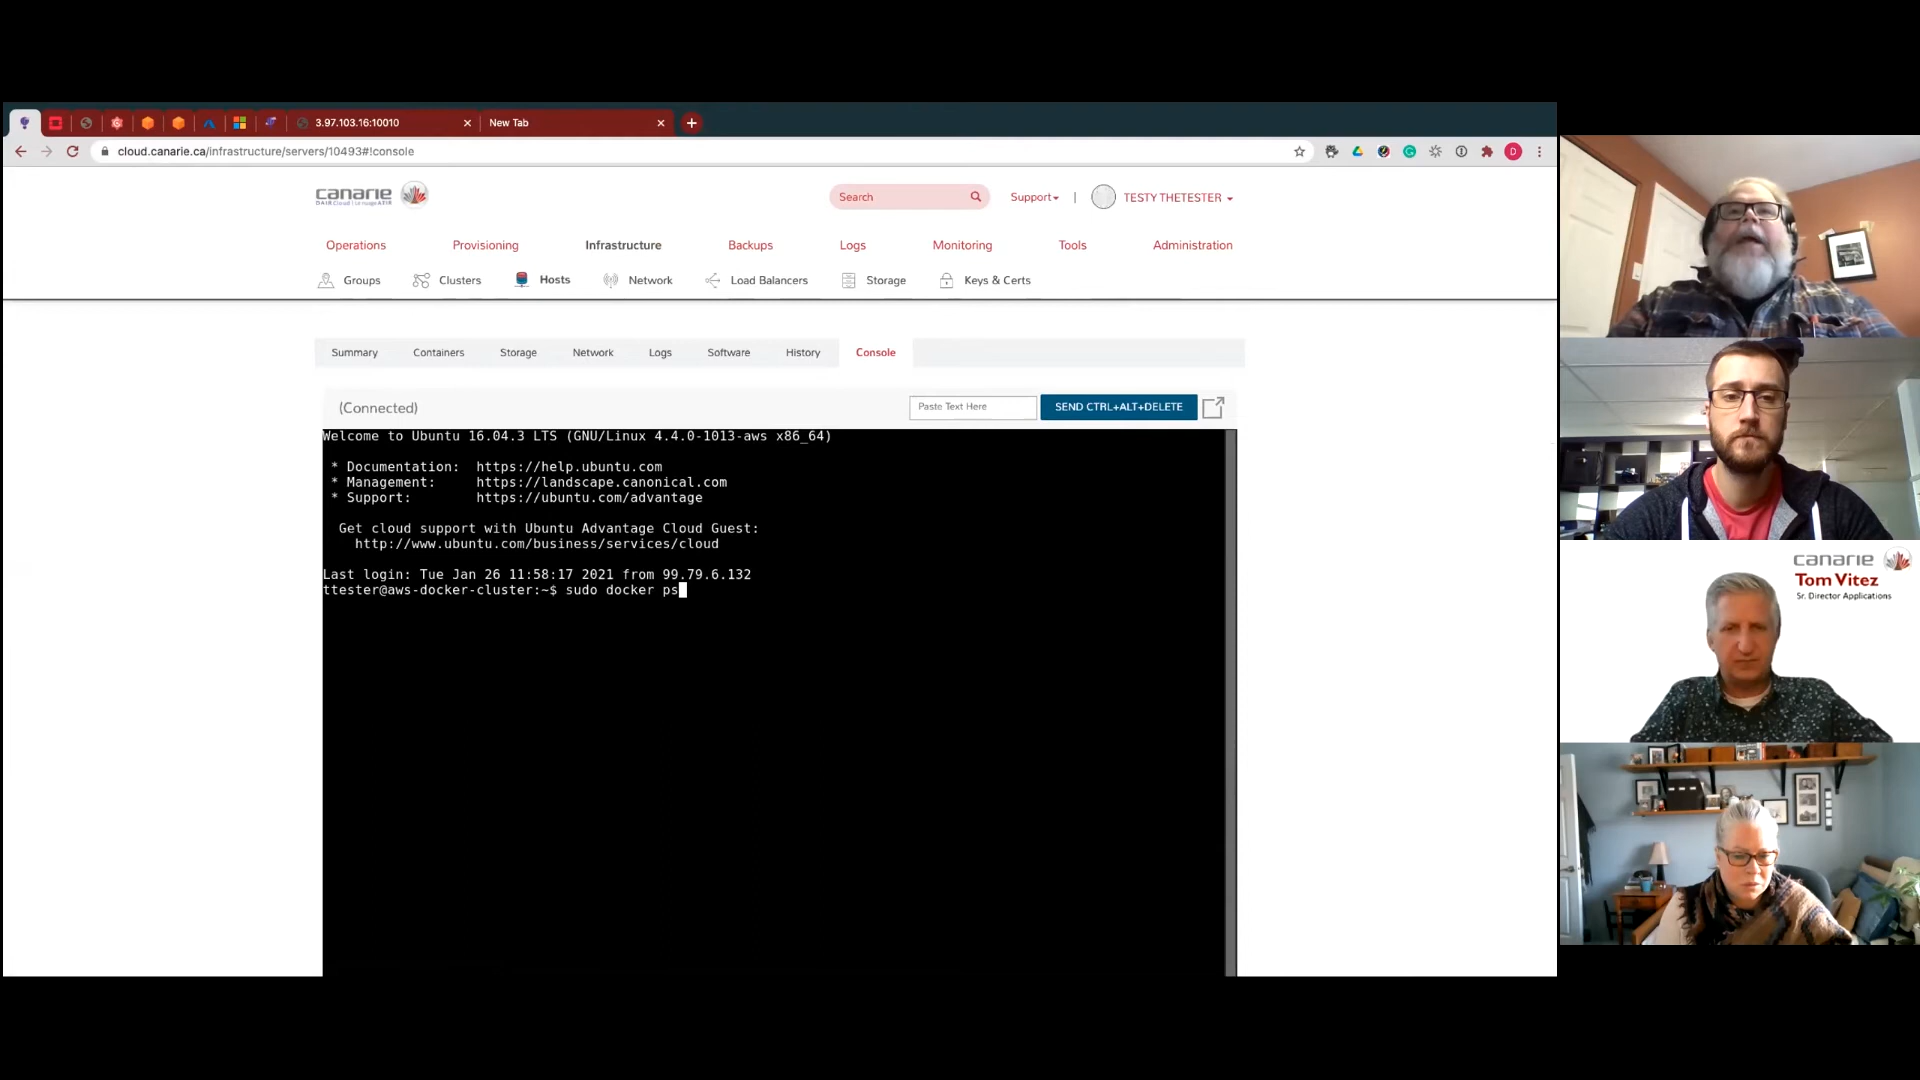 3.97.103.16:10010
New Tab
cloud.canarie.ca/infrastructure/servers/10493#!console
canarie
Search
Support
|
TESTY THETESTER
Operations
Provisioning
Infrastructure
Backups
Logs
Monitoring
Tools
Administration
Groups
Clusters
Hosts
Network
Load Balancers
Storage
Keys & Certs
Summary
Containers
Storage
Network
Logs
Software
History
Console
(Connected)
Paste Text Here
SEND CTRL+ALT+DELETE
Welcome to Ubuntu 16.04.3 LTS (GNU/Linux 4.4.0-1013-aws x86_64)
* Documentation: https://help.ubuntu.com
* Management: https://landscape.canonical.com
* Support: https://ubuntu.com/advantage
Get cloud support with Ubuntu Advantage Cloud Guest:
http://www.ubuntu.com/business/services/cloud
Last login: Tue Jan 26 11:58:17 2021 from 99.79.6.132
ttester@aws-docker-cluster:~$ sudo docker ps
canarie
Tom Vitez
Sr. Director Applications